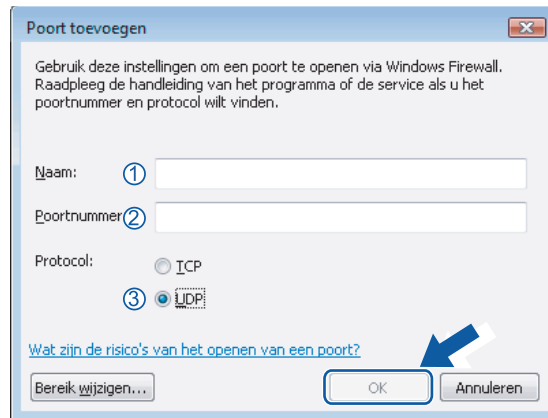 Poort toevoegen
Gebruik deze instellingen om een poort te openen via Windows Firewall.
Raadpleeg de handleiding van het programma of de service als u het
poortnummer en protocol wilt vinden.
Naam: ①
Poortnummer ②
Protocol:
TCP
③ UDP
Wat zijn de risico's van het openen van een poort?
Bereik wijzigen... OK Annuleren